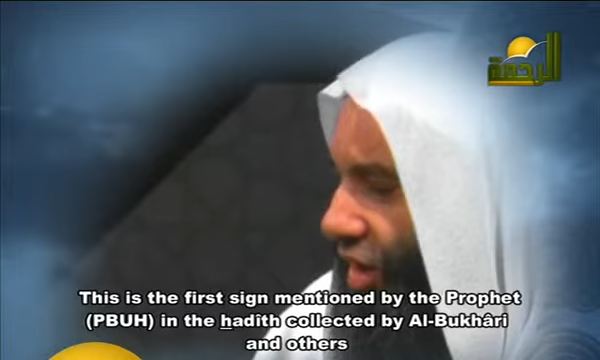 الرحمة
This is the first sign mentioned by the Prophet
(PBUH) in the hadîth collected by Al-Bukhâri
and others